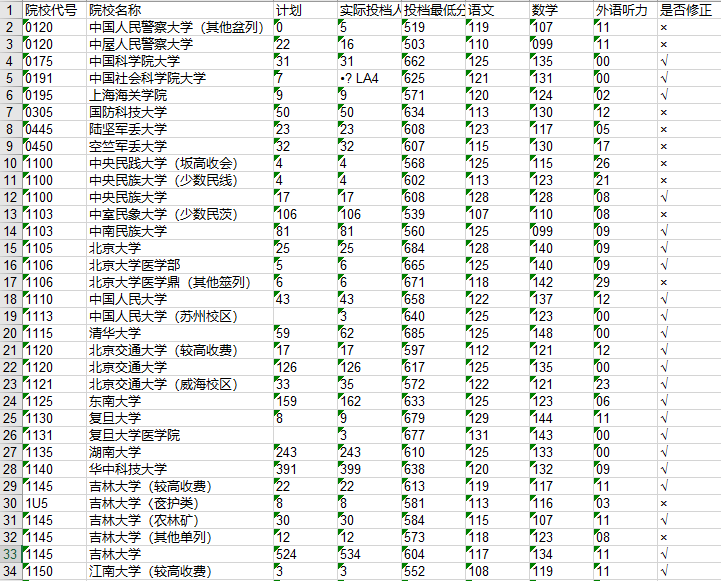 1 院校代号 院校名称 计划 实际投档人 投档最低分 语文 数学 外语听力 是否修正
2 0120 中国人民警察大学（其他盆列） 0 5 519 119 107 11 ×
3 0120 中屋人民警察大学 22 16 503 110 099 11 ×
4 0175 中国科学院大学 31 31 662 125 135 00 √
5 0191 中国社会科学院大学 7 •? LA4 625 121 131 00 √
6 0195 上海海关学院 9 9 571 120 124 02 √
7 0305 国防科技大学 50 50 634 113 130 12 ×
8 0445 陆坚军丢大学 23 23 608 123 117 05 ×
9 0450 空竺军丢大学 32 32 607 115 130 17 ×
10 1100 中央民践大学（坂高收会） 4 4 568 125 115 26 ×
11 1100 中央民族大学（少数民线） 4 4 602 113 123 21 ×
12 1100 中央民族大学 17 17 608 128 128 08 √
13 1103 中室民象大学（少数民茨） 106 106 539 107 110 08 ×
14 1103 中南民族大学 81 81 560 125 099 09 √
15 1105 北京大学 25 25 684 128 140 09 √
16 1106 北京大学医学部 5 6 665 125 140 09 √
17 1106 北京大学医学鼎（其他箜列） 6 6 671 118 142 29 ×
18 1110 中国人民大学 43 43 658 122 137 12 √
19 1113 中国人民大学（苏州校区） 3 640 125 123 00 √
20 1115 清华大学 59 62 685 125 148 00 √
21 1120 北京交通大学（较高收费） 17 17 597 112 121 12 √
22 1120 北京交通大学 126 126 617 125 135 00 √
23 1121 北京交通大学（威海校区） 33 35 572 122 121 23 √
24 1125 东南大学 159 162 633 125 123 06 √
25 1130 复旦大学 8 9 679 129 144 11 √
26 1131 复旦大学医学院 3 677 131 143 00 √
27 1135 湖南大学 243 243 610 125 133 00 √
28 1140 华中科技大学 391 399 638 120 132 09 √
29 1145 吉林大学（较高收费） 22 22 613 119 117 11 √
30 1U5 吉林大学〈窑护类） 8 8 581 113 116 03 ×
31 1145 吉林大学（农林矿） 30 30 584 115 107 11 √
32 1145 吉林大学（其他单列） 12 12 573 118 123 08 ×
33 1145 吉林大学 524 534 604 117 134 11 √
34 1150 江南大学（较高收费） 3 3 552 108 119 11 √